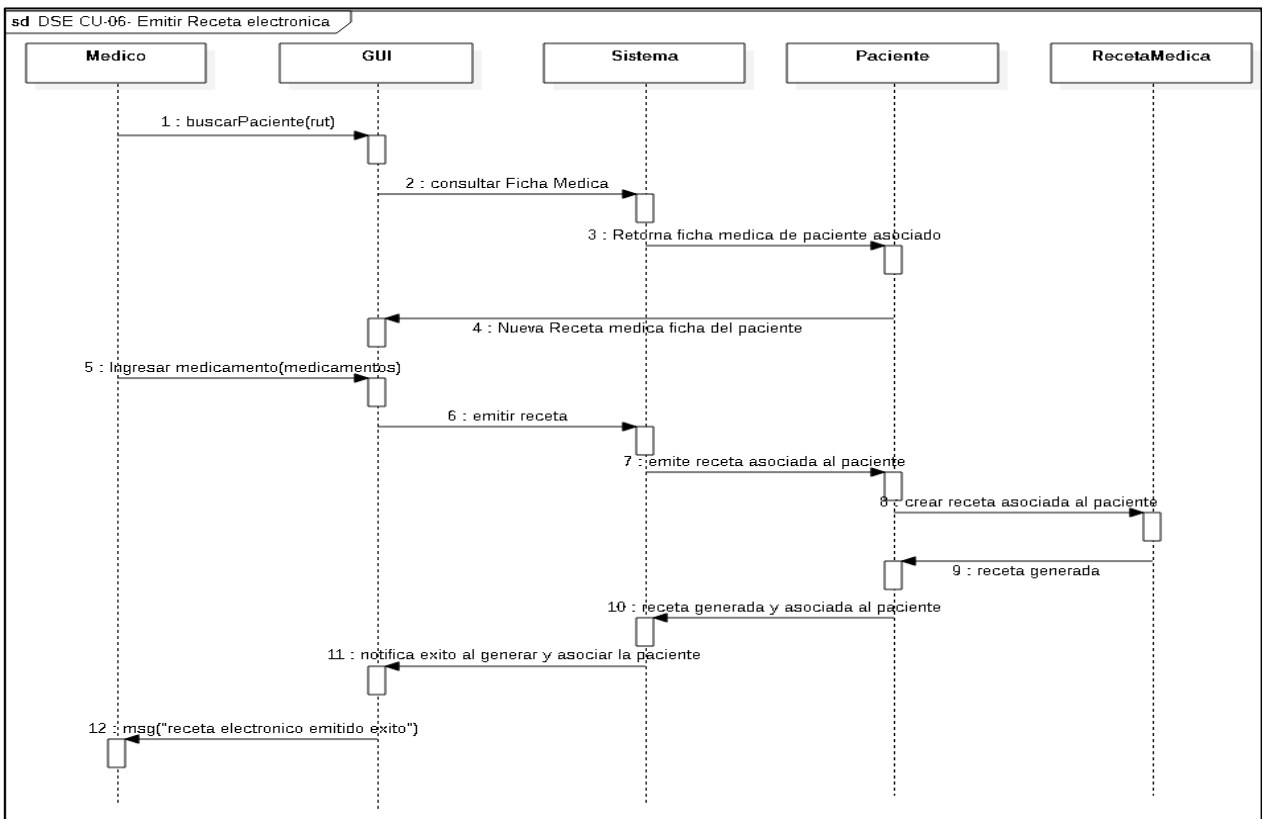 sd DSE CU-06- Emitir Receta electronica
Medico
GUI
Sistema
Paciente
RecetaMedica
1 : buscarPaciente(rut)
2 : consultar Ficha Medica
3 : Retorna ficha medica de paciente asociado
4 : Nueva Receta medica ficha del paciente
5 : Ingresar medicamento(medicamentos)
6 : emitir receta
7 : emite receta asociada al paciente
8 : crear receta asociada al paciente
9 : receta generada
10 : receta generada y asociada al paciente
11 : notifica exito al generar y asociar la paciente
12 : msg("receta electronico emitido exito")